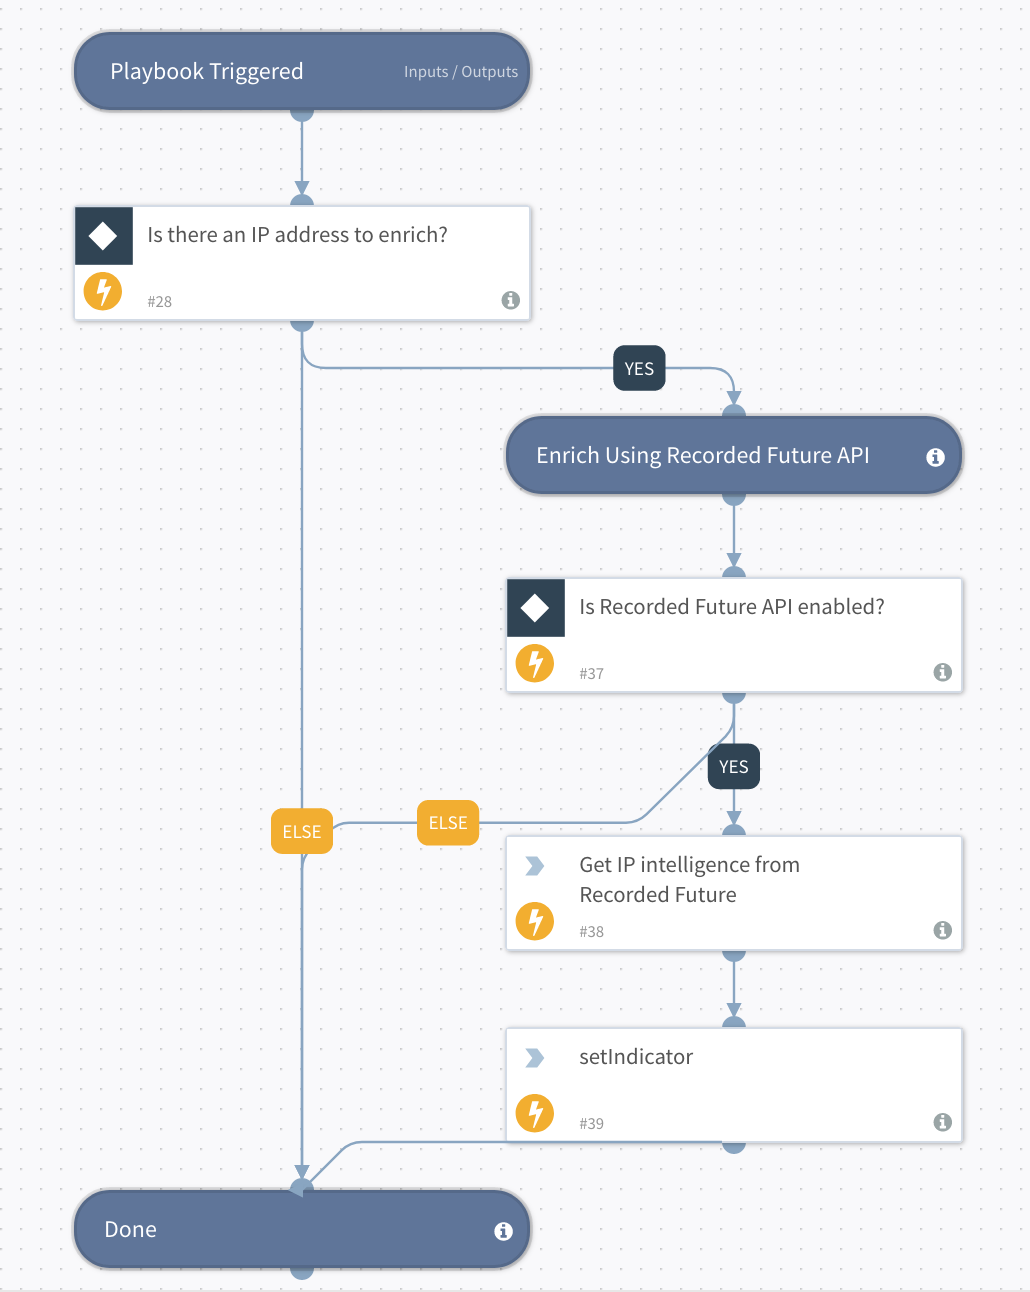 Playbook Triggered
Inputs / Outputs
Is there an IP address to enrich?
#28
YES
Enrich Using Recorded Future API
Is Recorded Future API enabled?
#37
YES
ELSE
ELSE
Get IP intelligence from
Recorded Future
#38
setIndicator
#39
Done